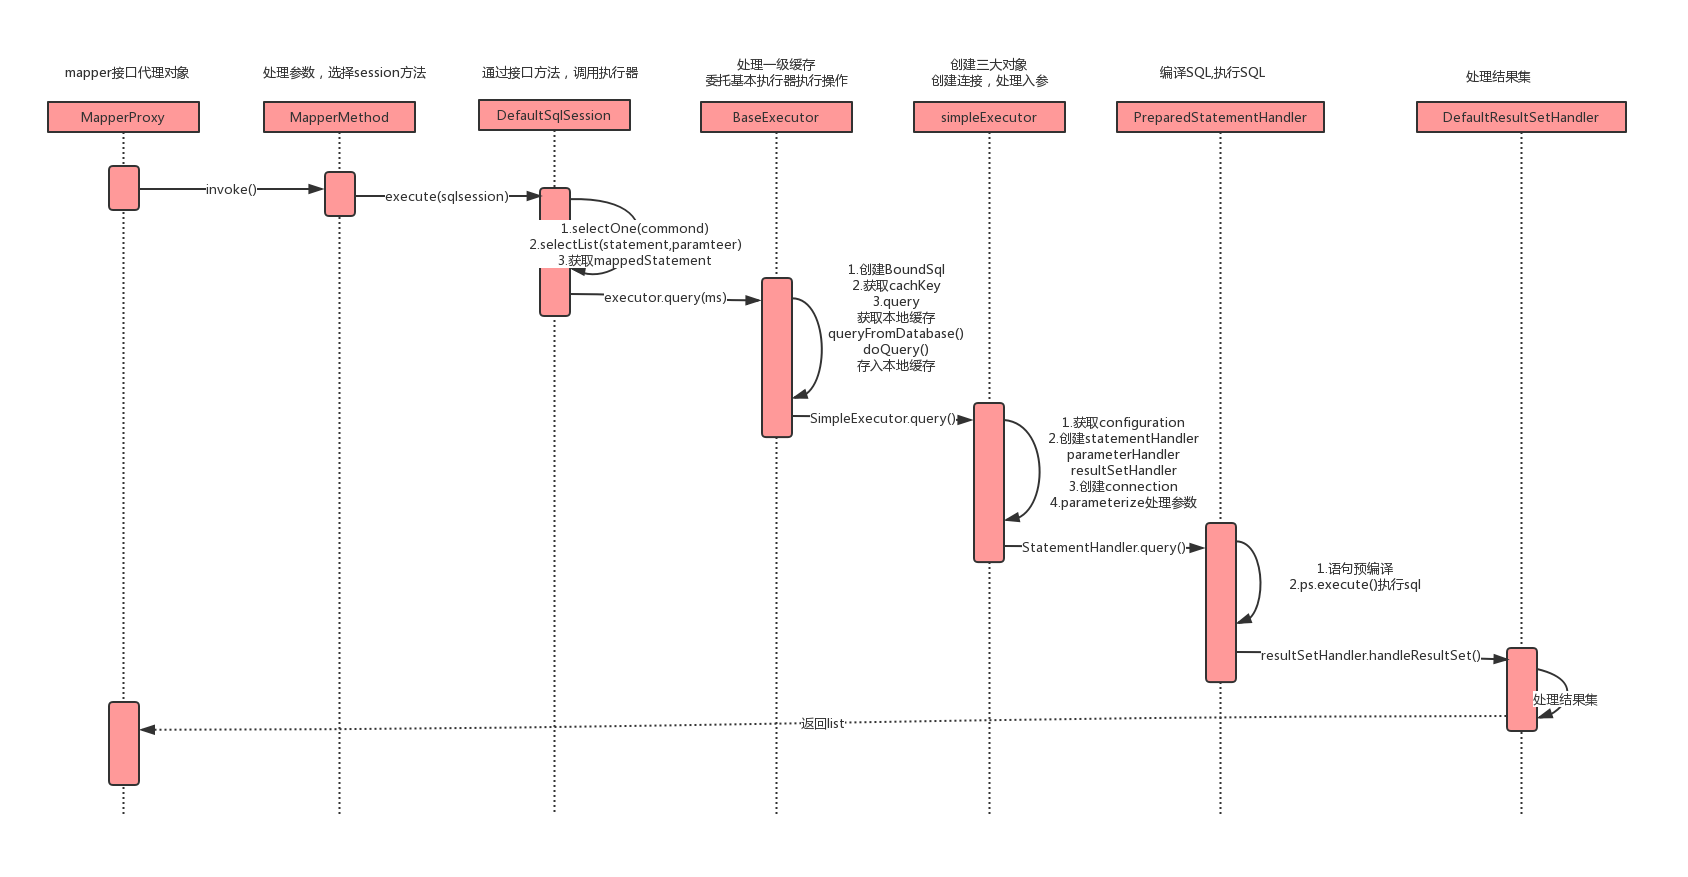 mapper接口代理对象
处理参数，选择session方法
通过接口方法，调用执行器
处理一级缓存
委托基本执行器执行操作
创建三大对象
创建连接，处理入参
编译SQL,执行SQL
处理结果集
MapperProxy
MapperMethod
DefaultSqlSession
BaseExecutor
simpleExecutor
PreparedStatementHandler
DefaultResultSetHandler
invoke()
execute(sqlsession)
1.selectOne(commond)
2.selectList(statement,paramteer)
3.获取mappedStatement
executor.query(ms)
1.创建BoundSql
2.获取cachKey
3.query
获取本地缓存
queryFromDatabase()
doQuery()
存入本地缓存
SimpleExecutor.query()
1.获取configuration
2.创建statementHandler
parameterHandler
resultSetHandler
3.创建connection
4.parameterize处理参数
StatementHandler.query()
1.语句预编译
2.ps.execute()执行sql
resultSetHandler.handleResultSet()
处理结果集
返回list